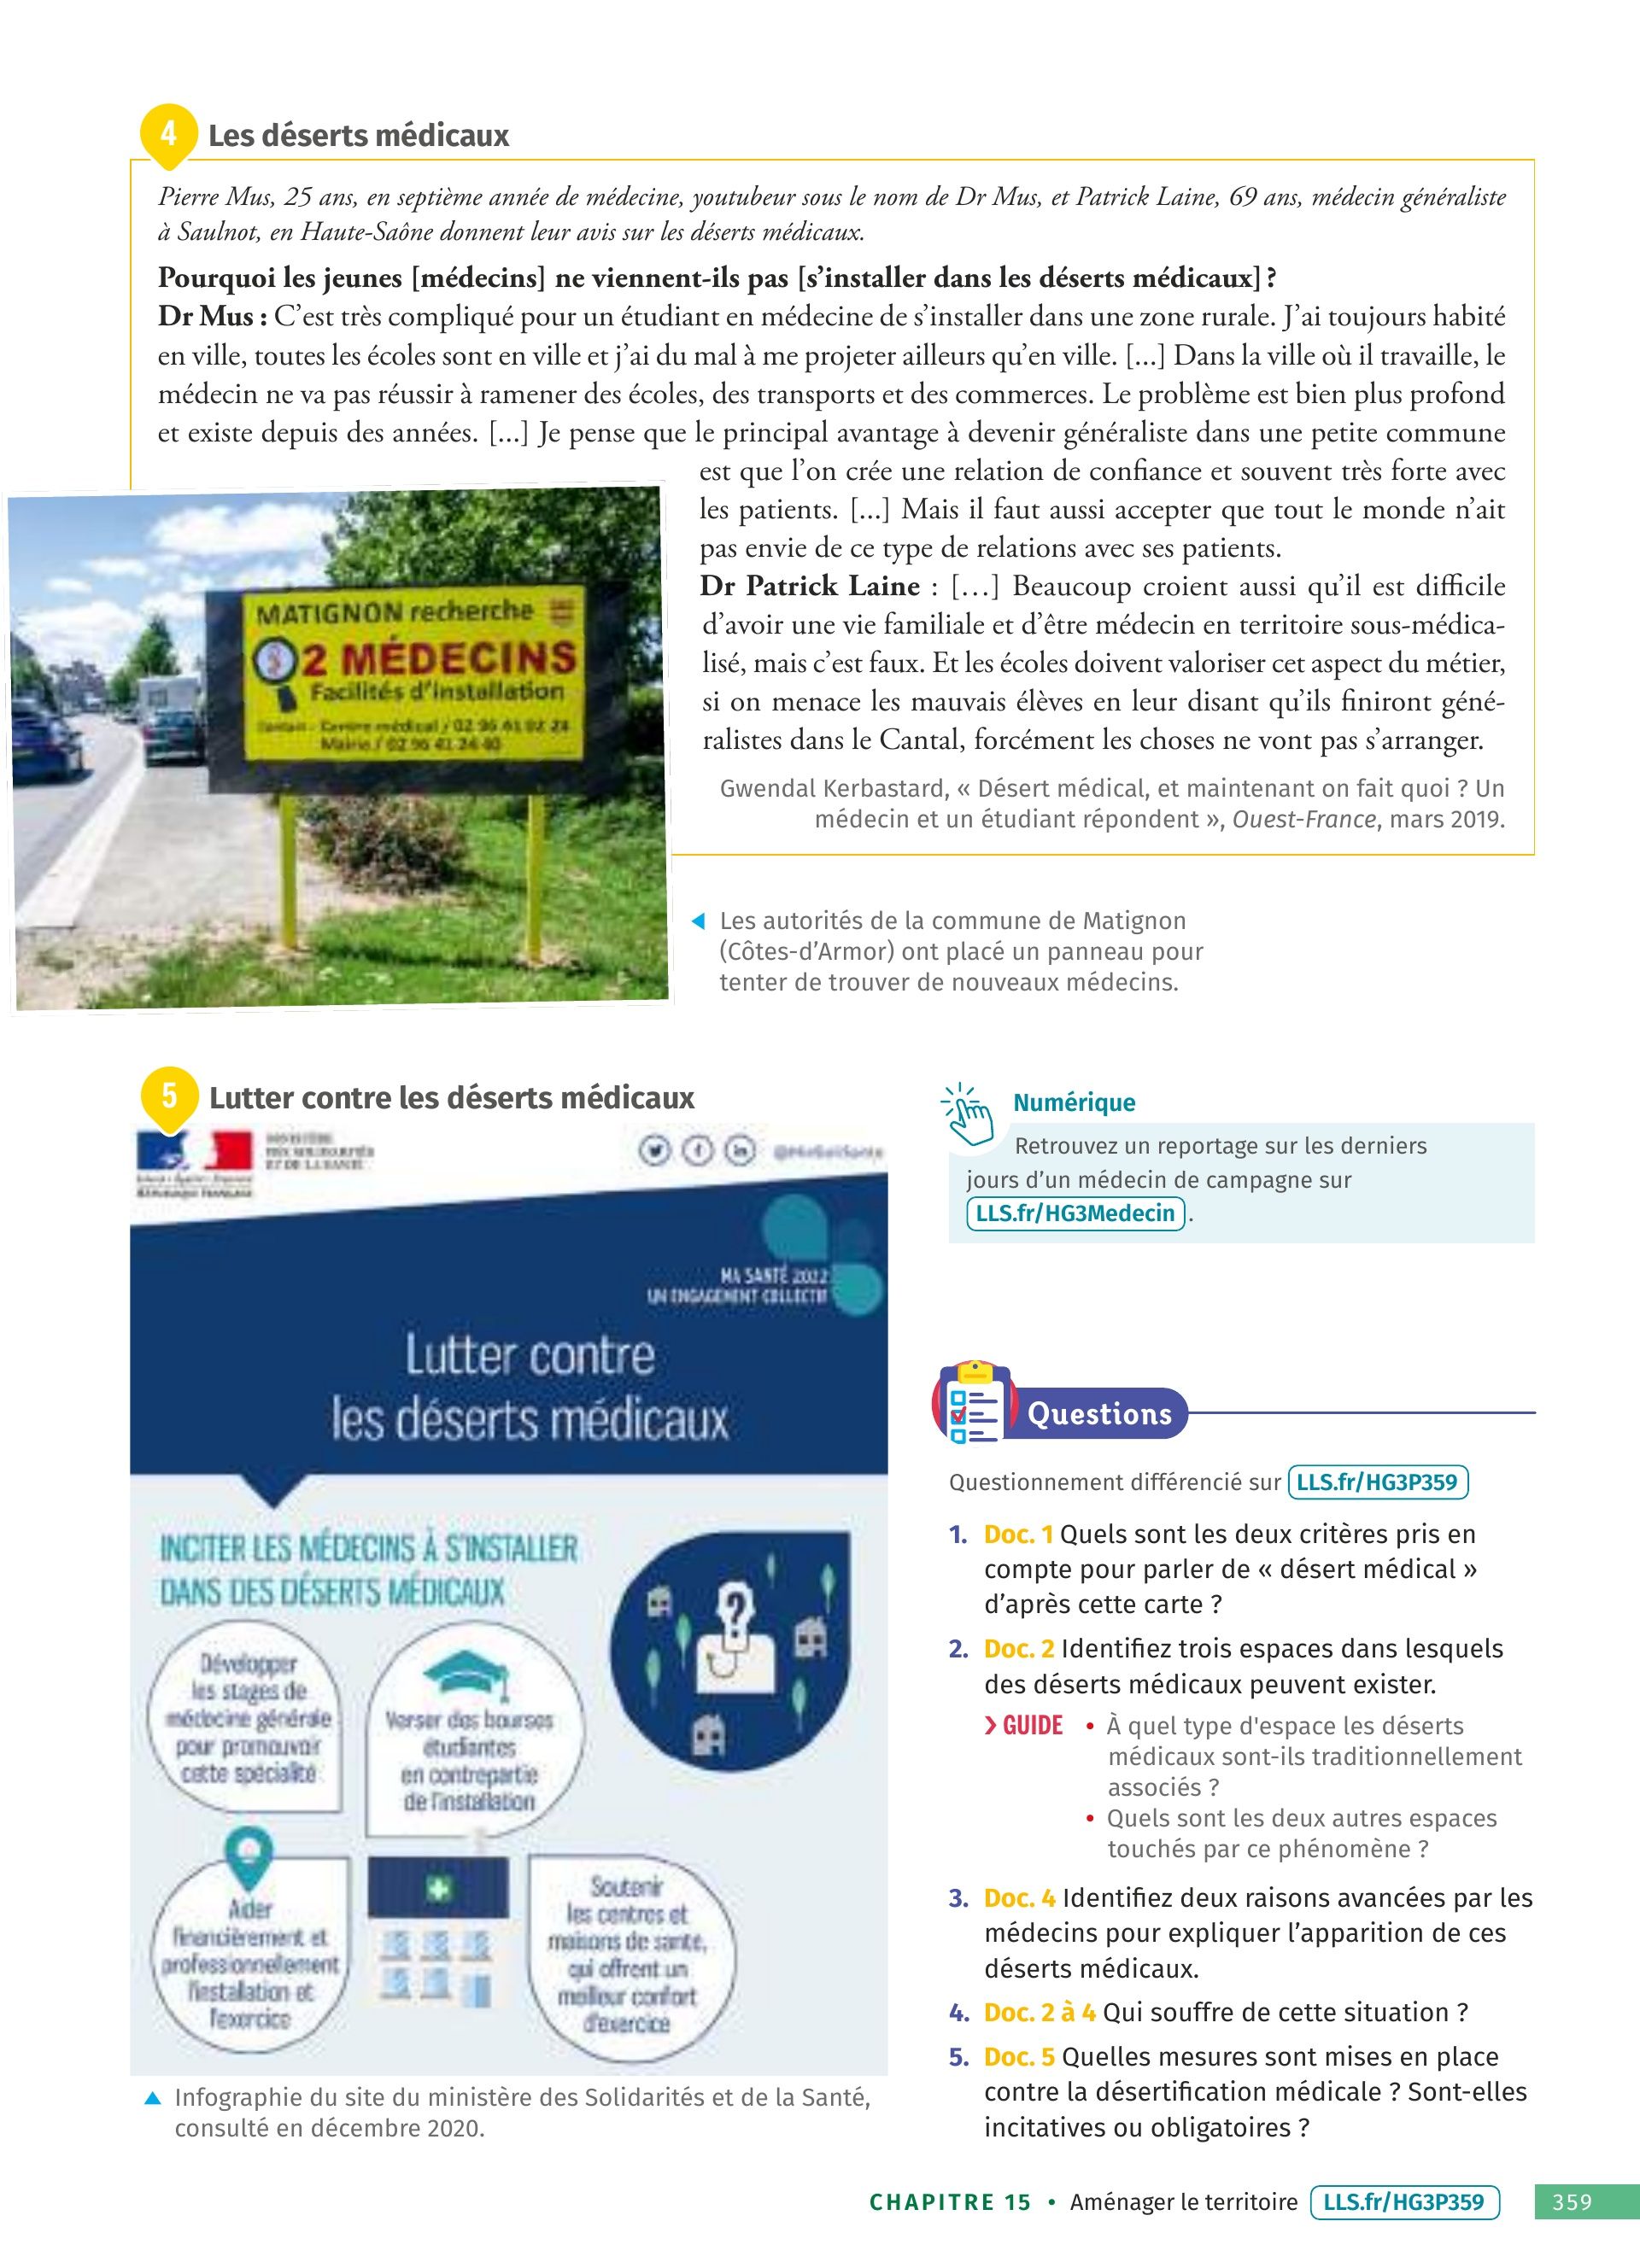 4 Les déserts médicaux
Pierre Mus, 25 ans, en septième année de médecine, youtubeur sous le nom de Dr Mus, et Patrick Laine, 69 ans, médecin généraliste
à Saulnot, en Haute-Saône donnent leur avis sur les déserts médicaux.
Pourquoi les jeunes [médecins] ne viennent-ils pas [s'installer dans les déserts médicaux] ?
Dr Mus : C'est très compliqué pour un étudiant en médecine de s'installer dans une zone rurale. J'ai toujours habité
en ville, toutes les écoles sont en ville et j'ai du mal à me projeter ailleurs qu'en ville. [...] Dans la ville où il travaille, le
médecin ne va pas réussir à ramener des écoles, des transports et des commerces. Le problème est bien plus profond
et existe depuis des années. [...] Je pense que le principal avantage à devenir généraliste dans une petite commune
est que l'on crée une relation de confiance et souvent très forte avec
les patients. [...] Mais il faut aussi accepter que tout le monde n'ait
pas envie de ce type de relations avec ses patients.
Dr Patrick Laine : [...] Beaucoup croient aussi qu'il est difficile
d'avoir une vie familiale et d'être médecin en territoire sous-médica-
lisé, mais c'est faux. Et les écoles doivent valoriser cet aspect du métier,
si on menace les mauvais élèves en leur disant qu'ils finiront géné-
ralistes dans le Cantal, forcément les choses ne vont pas s'arranger.
Gwendal Kerbastard, « Désert médical, et maintenant on fait quoi ? Un
médecin et un étudiant répondent », Ouest-France, mars 2019.
MATIGNON recherche
2 MÉDECINS
Facilités d'installation
Centre médical
Mairie
Les autorités de la commune de Matignon
(Côtes-d'Armor) ont placé un panneau pour
tenter de trouver de nouveaux médecins.
5 Lutter contre les déserts médicaux
MINISTÈRE
DES SOLIDARITÉS
ET DE LA SANTÉ
RÉPUBLIQUE FRANÇAISE
@MinSoliSante
MA SANTÉ 2022
UN ENGAGEMENT COLLECTIF
Lutter contre
les déserts médicaux
INCITER LES MÉDECINS À S'INSTALLER
DANS DES DÉSERTS MÉDICAUX
Développer
les stages de
médecine générale
pour promouvoir
cette spécialité
Verser des bourses
étudiantes
en contrepartie
de l'installation
Aider
financièrement et
professionnellement
l'installation et
l'exercice
Soutenir
les centres et
maisons de santé,
qui offrent un
meilleur confort
d'exercice
Infographie du site du ministère des Solidarités et de la Santé,
consulté en décembre 2020.
Numérique
Retrouvez un reportage sur les derniers
jours d'un médecin de campagne sur
LLS.fr/HG3Medecin .
Questions
Questionnement différencié sur LLS.fr/HG3P359
1. Doc. 1 Quels sont les deux critères pris en
compte pour parler de « désert médical »
d'après cette carte ?
2. Doc. 2 Identifiez trois espaces dans lesquels
des déserts médicaux peuvent exister.
GUIDE • À quel type d'espace les déserts
médicaux sont-ils traditionnellement
associés ?
• Quels sont les deux autres espaces
touchés par ce phénomène ?
3. Doc. 4 Identifiez deux raisons avancées par les
médecins pour expliquer l'apparition de ces
déserts médicaux.
4. Doc. 2 à 4 Qui souffre de cette situation ?
5. Doc. 5 Quelles mesures sont mises en place
contre la désertification médicale ? Sont-elles
incitatives ou obligatoires ?
CHAPITRE 15 • Aménager le territoire LLS.fr/HG3P359 359